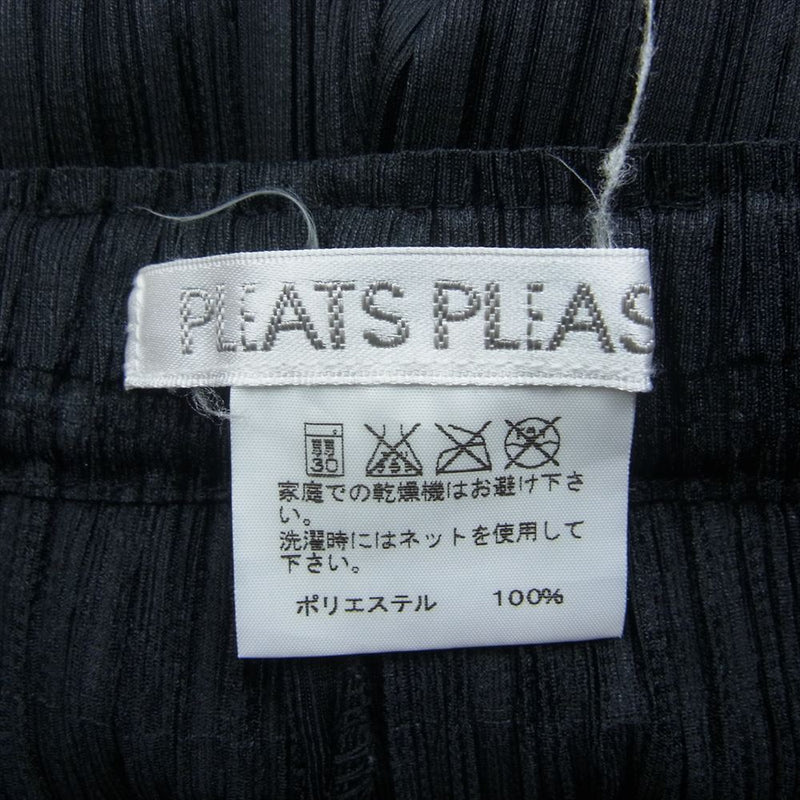 PLEATS PLEAS
弱
30
家庭での乾燥機はお避け下さ
い。
洗濯時にはネットを使用して
下さい。
ポリエステル 100%